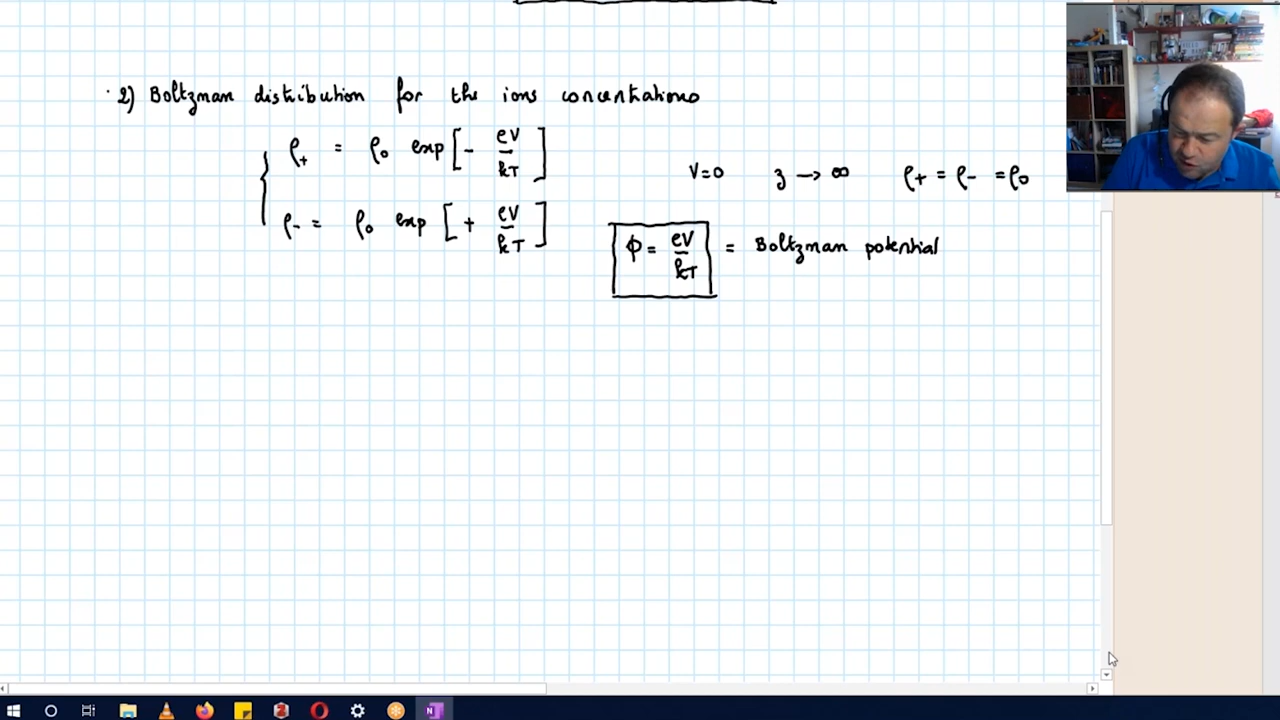 2) Boltzman distribution for the ions concentrations
ρ+ = ρ0 exp [ - eV/kT ]
V=0 z → ∞ ρ+ = ρ- = ρ0
ρ- = ρ0 exp [ + eV/kT ]
φ = eV/kT = Boltzman potential